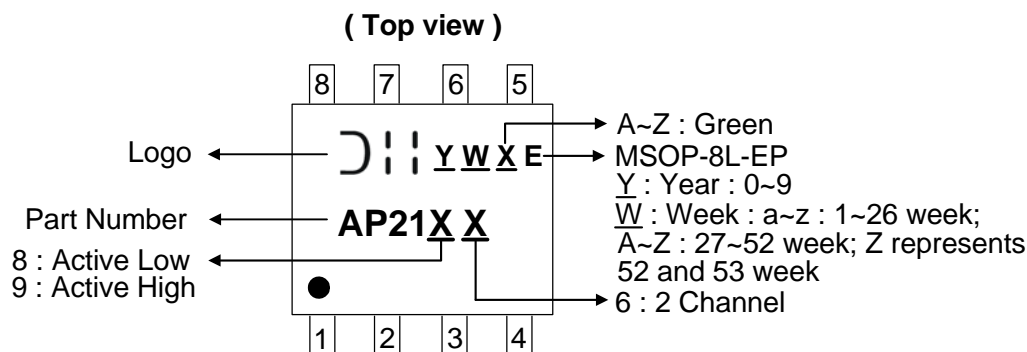 ( Top view )
8 7 6 5
A~Z : Green
Logo
Y W X E
MSOP-8L-EP
Y : Year : 0~9
W : Week : a~z : 1~26 week;
A~Z : 27~52 week; Z represents
52 and 53 week
Part Number
AP21X X
8 : Active Low
9 : Active High
6 : 2 Channel
1 2 3 4